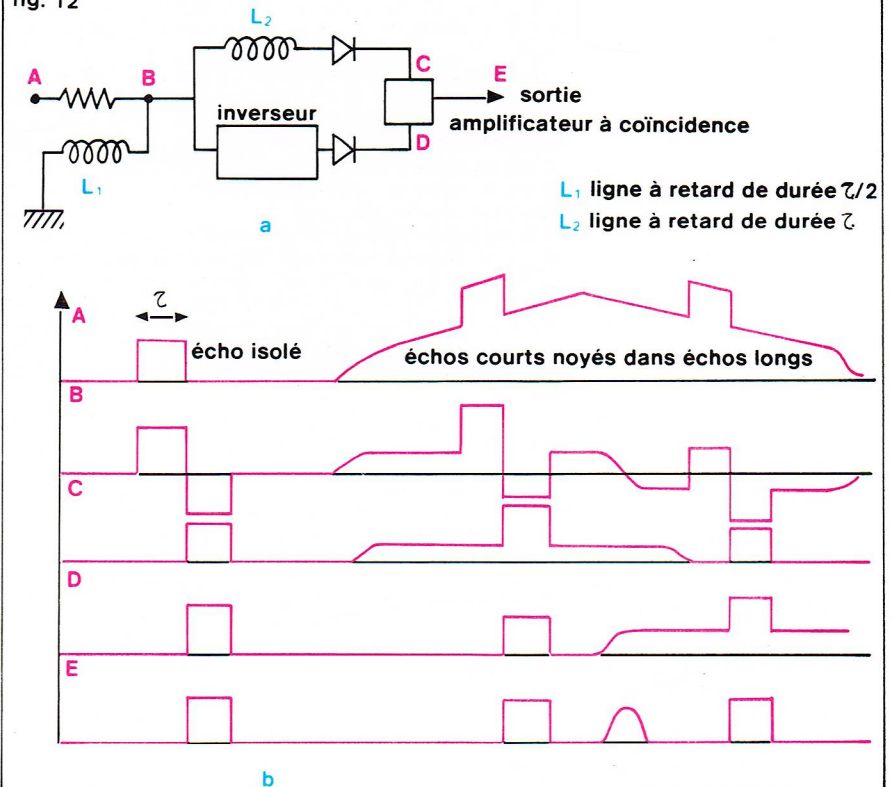 fig. 12
L₂
A
B
C
E
inverseur
sortie
amplificateur à coïncidence
D
L₁
L₁ ligne à retard de durée τ/2
a
L₂ ligne à retard de durée τ
τ
A
écho isolé
échos courts noyés dans échos longs
B
C
D
E
b